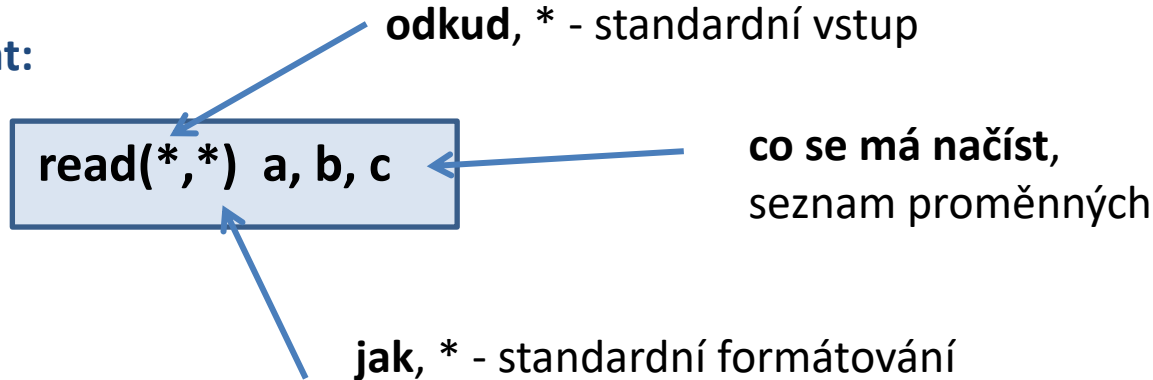 odkud, * - standardní vstup
read(*,*) a, b, c
co se má načíst,
seznam proměnných
jak, * - standardní formátování